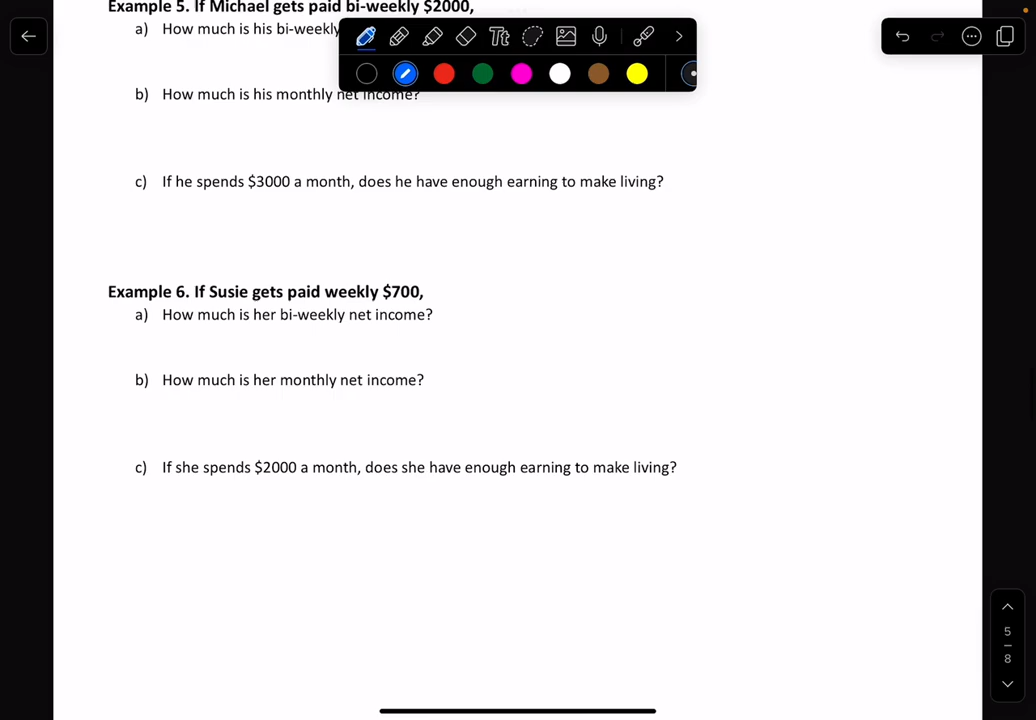 Example 5. If Michael gets paid bi-weekly $2000,
a) How much is his bi-weekly
b) How much is his monthly net income?
c) If he spends $3000 a month, does he have enough earning to make living?
Example 6. If Susie gets paid weekly $700,
a) How much is her bi-weekly net income?
b) How much is her monthly net income?
c) If she spends $2000 a month, does she have enough earning to make living?
Tt
5
8